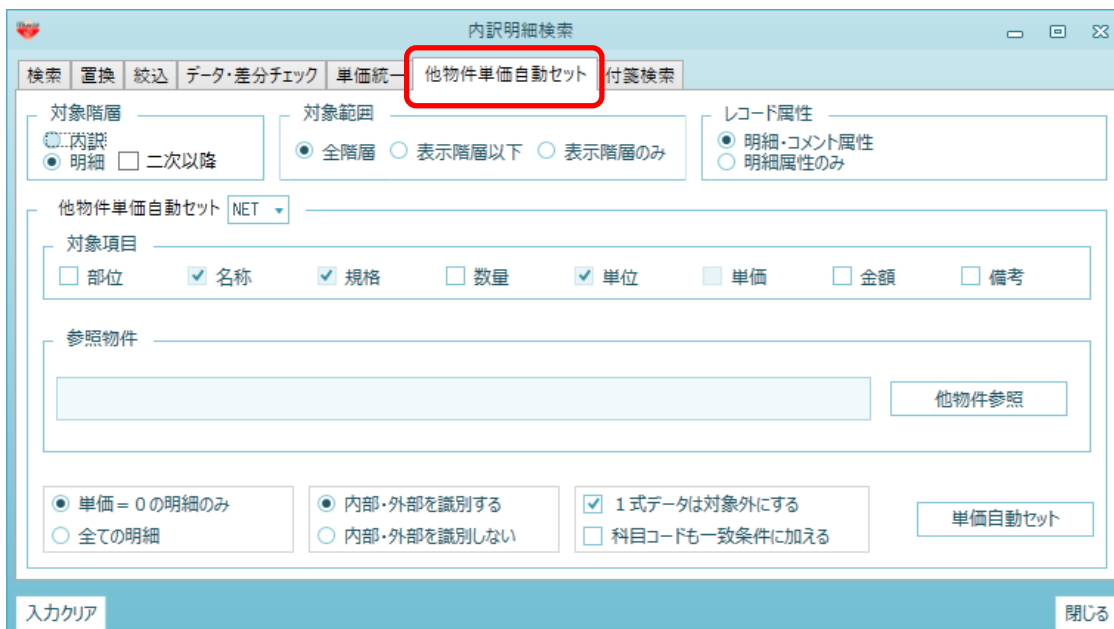 内訳明細検索
検索 置換 絞込 データ・差分チェック 単価統一 他物件単価自動セット 付箋検索
対象階層
内訳
明細 二次以降
対象範囲
全階層 表示階層以下 表示階層のみ
レコード属性
明細・コメント属性
明細属性のみ
他物件単価自動セット NET
対象項目
部位 名称 規格 数量 単位 単価 金額 備考
参照物件
他物件参照
単価=0の明細のみ
全ての明細
内部・外部を識別する
内部・外部を識別しない
1式データは対象外にする
科目コードも一致条件に加える
単価自動セット
入力クリア 閉じる